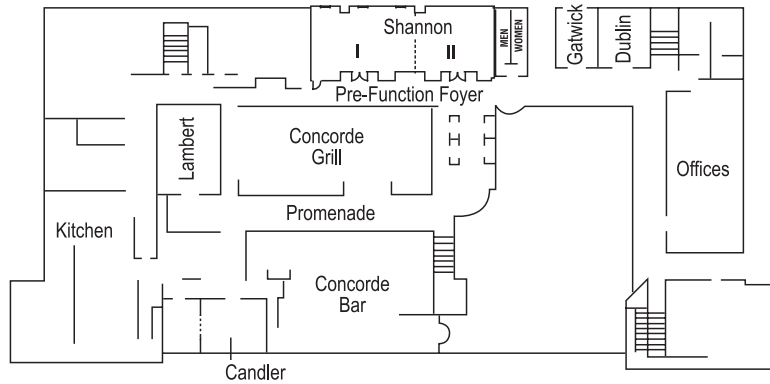 Shannon
I II
MEN
WOMEN
Gatwick
Dublin
Pre-Function Foyer
Lambert
Concorde
Grill
Offices
Promenade
Kitchen
Concorde
Bar
Candler